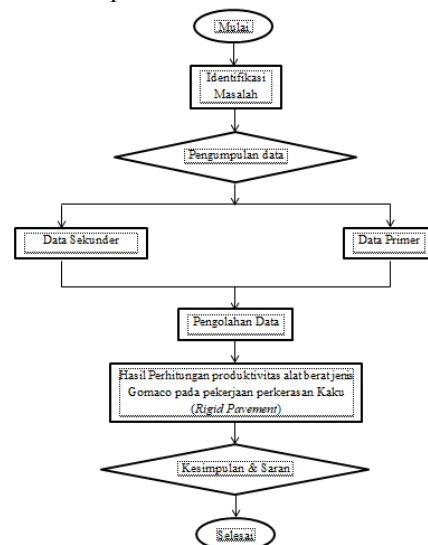 Mulai
Identifikasi
Masalah
Pengumpulan data
Data Sekunder
Data Primer
Pengolahan Data
Hasil Perhitungan produktivitas alat berat jenis
Gomaco pada pekerjaan perkerasan Kaku
(Rigid Pavement)
Kesimpulan & Saran
Selesai